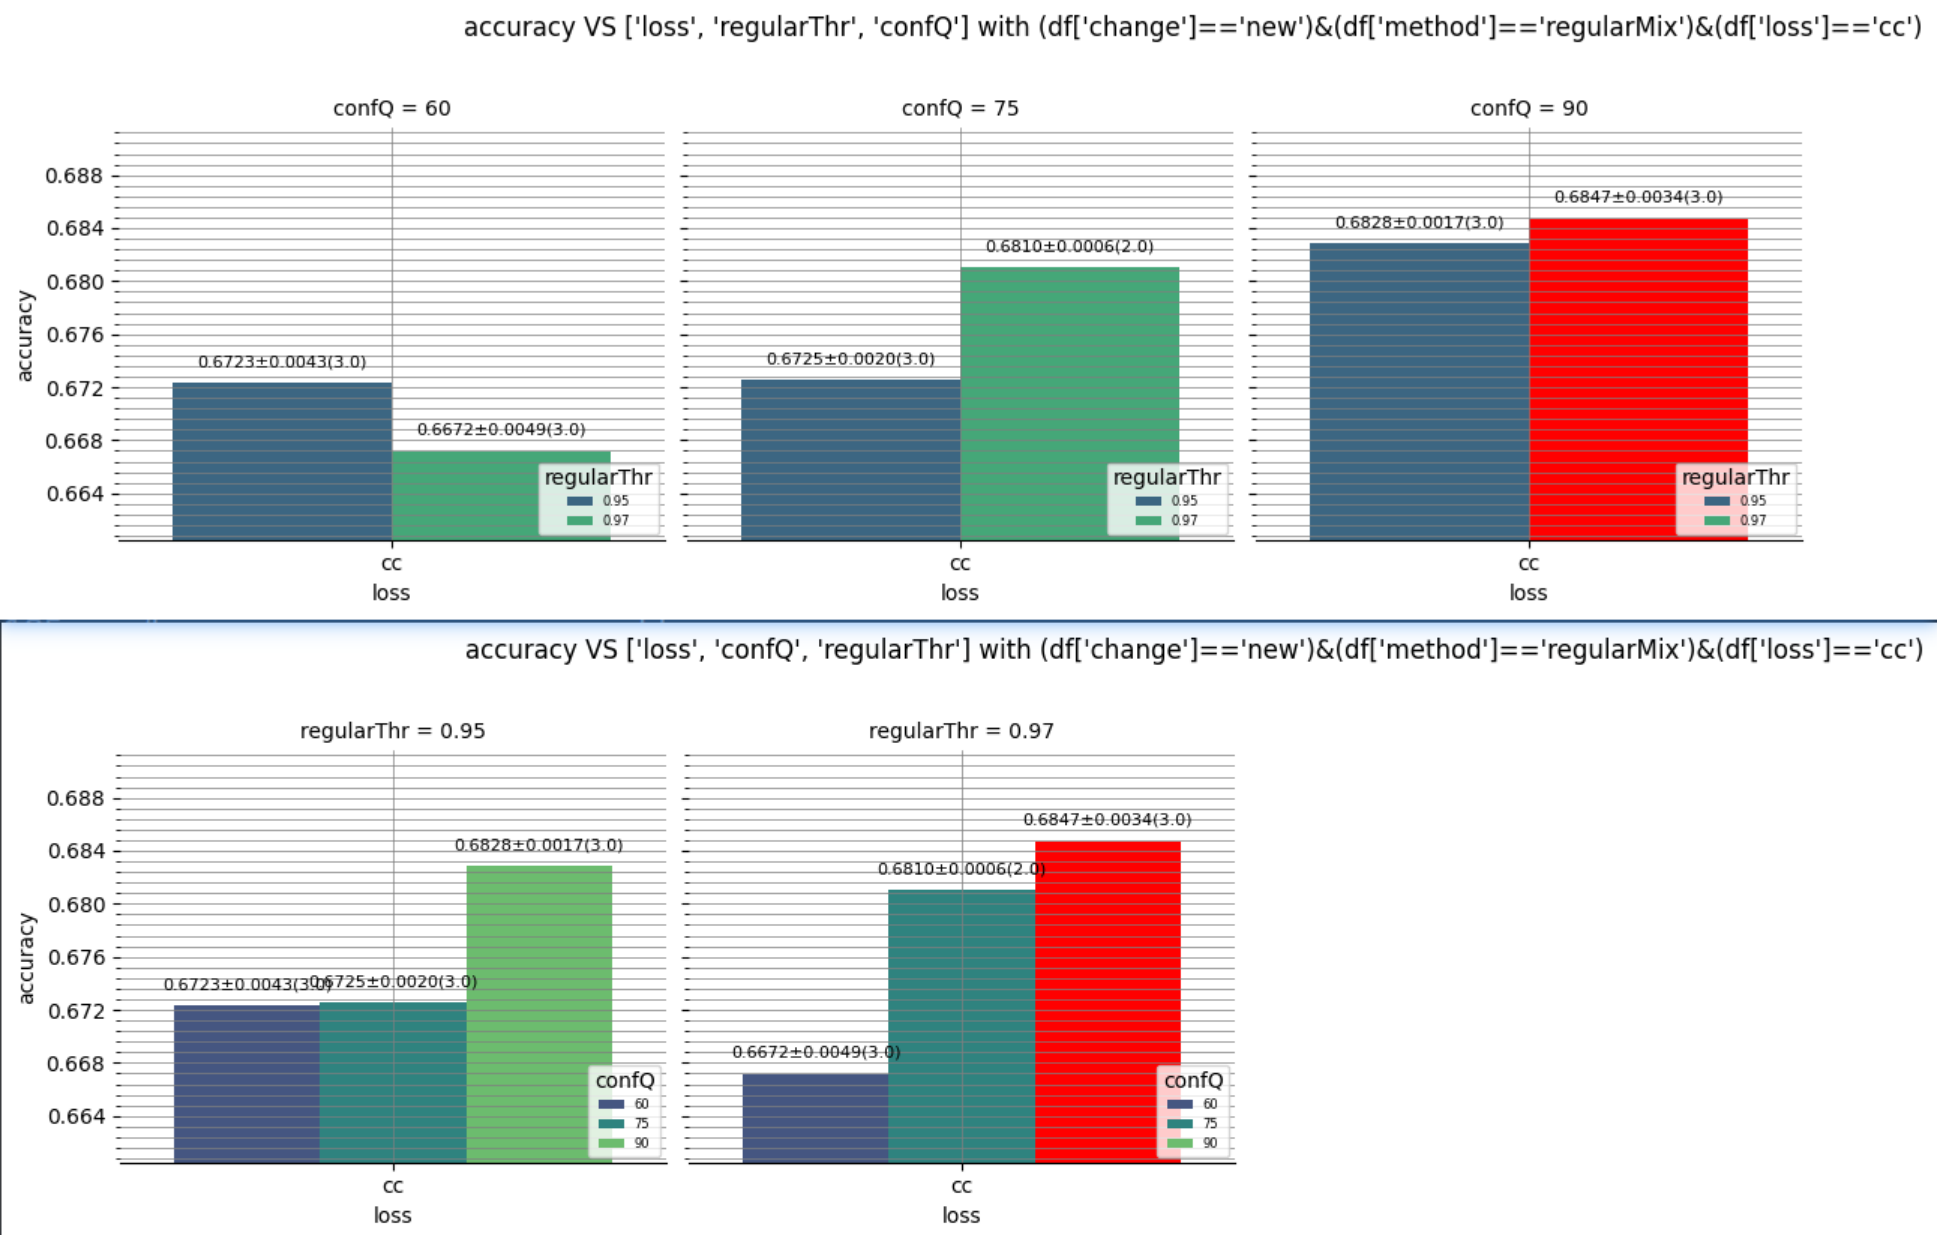 accuracy VS ['loss', 'regularThr', 'confQ'] with (df['change']=='new')&(df['method']=='regularMix')&(df['loss']=='cc')
confQ = 60
confQ = 75
confQ = 90
accuracy
0.688
0.684
0.680
0.676
0.672
0.668
0.664
0.6723±0.0043(3.0)
0.6672±0.0049(3.0)
regularThr
0.95
0.97
cc
loss
0.6725±0.0020(3.0)
0.6810±0.0006(2.0)
regularThr
0.95
0.97
cc
loss
0.6828±0.0017(3.0)
0.6847±0.0034(3.0)
regularThr
0.95
0.97
cc
loss
accuracy VS ['loss', 'confQ', 'regularThr'] with (df['change']=='new')&(df['method']=='regularMix')&(df['loss']=='cc')
regularThr = 0.95
regularThr = 0.97
accuracy
0.688
0.684
0.680
0.676
0.672
0.668
0.664
0.6723±0.0043(3.0)
0.6725±0.0020(3.0)
0.6828±0.0017(3.0)
confQ
60
75
90
cc
loss
0.6672±0.0049(3.0)
0.6810±0.0006(2.0)
0.6847±0.0034(3.0)
confQ
60
75
90
cc
loss